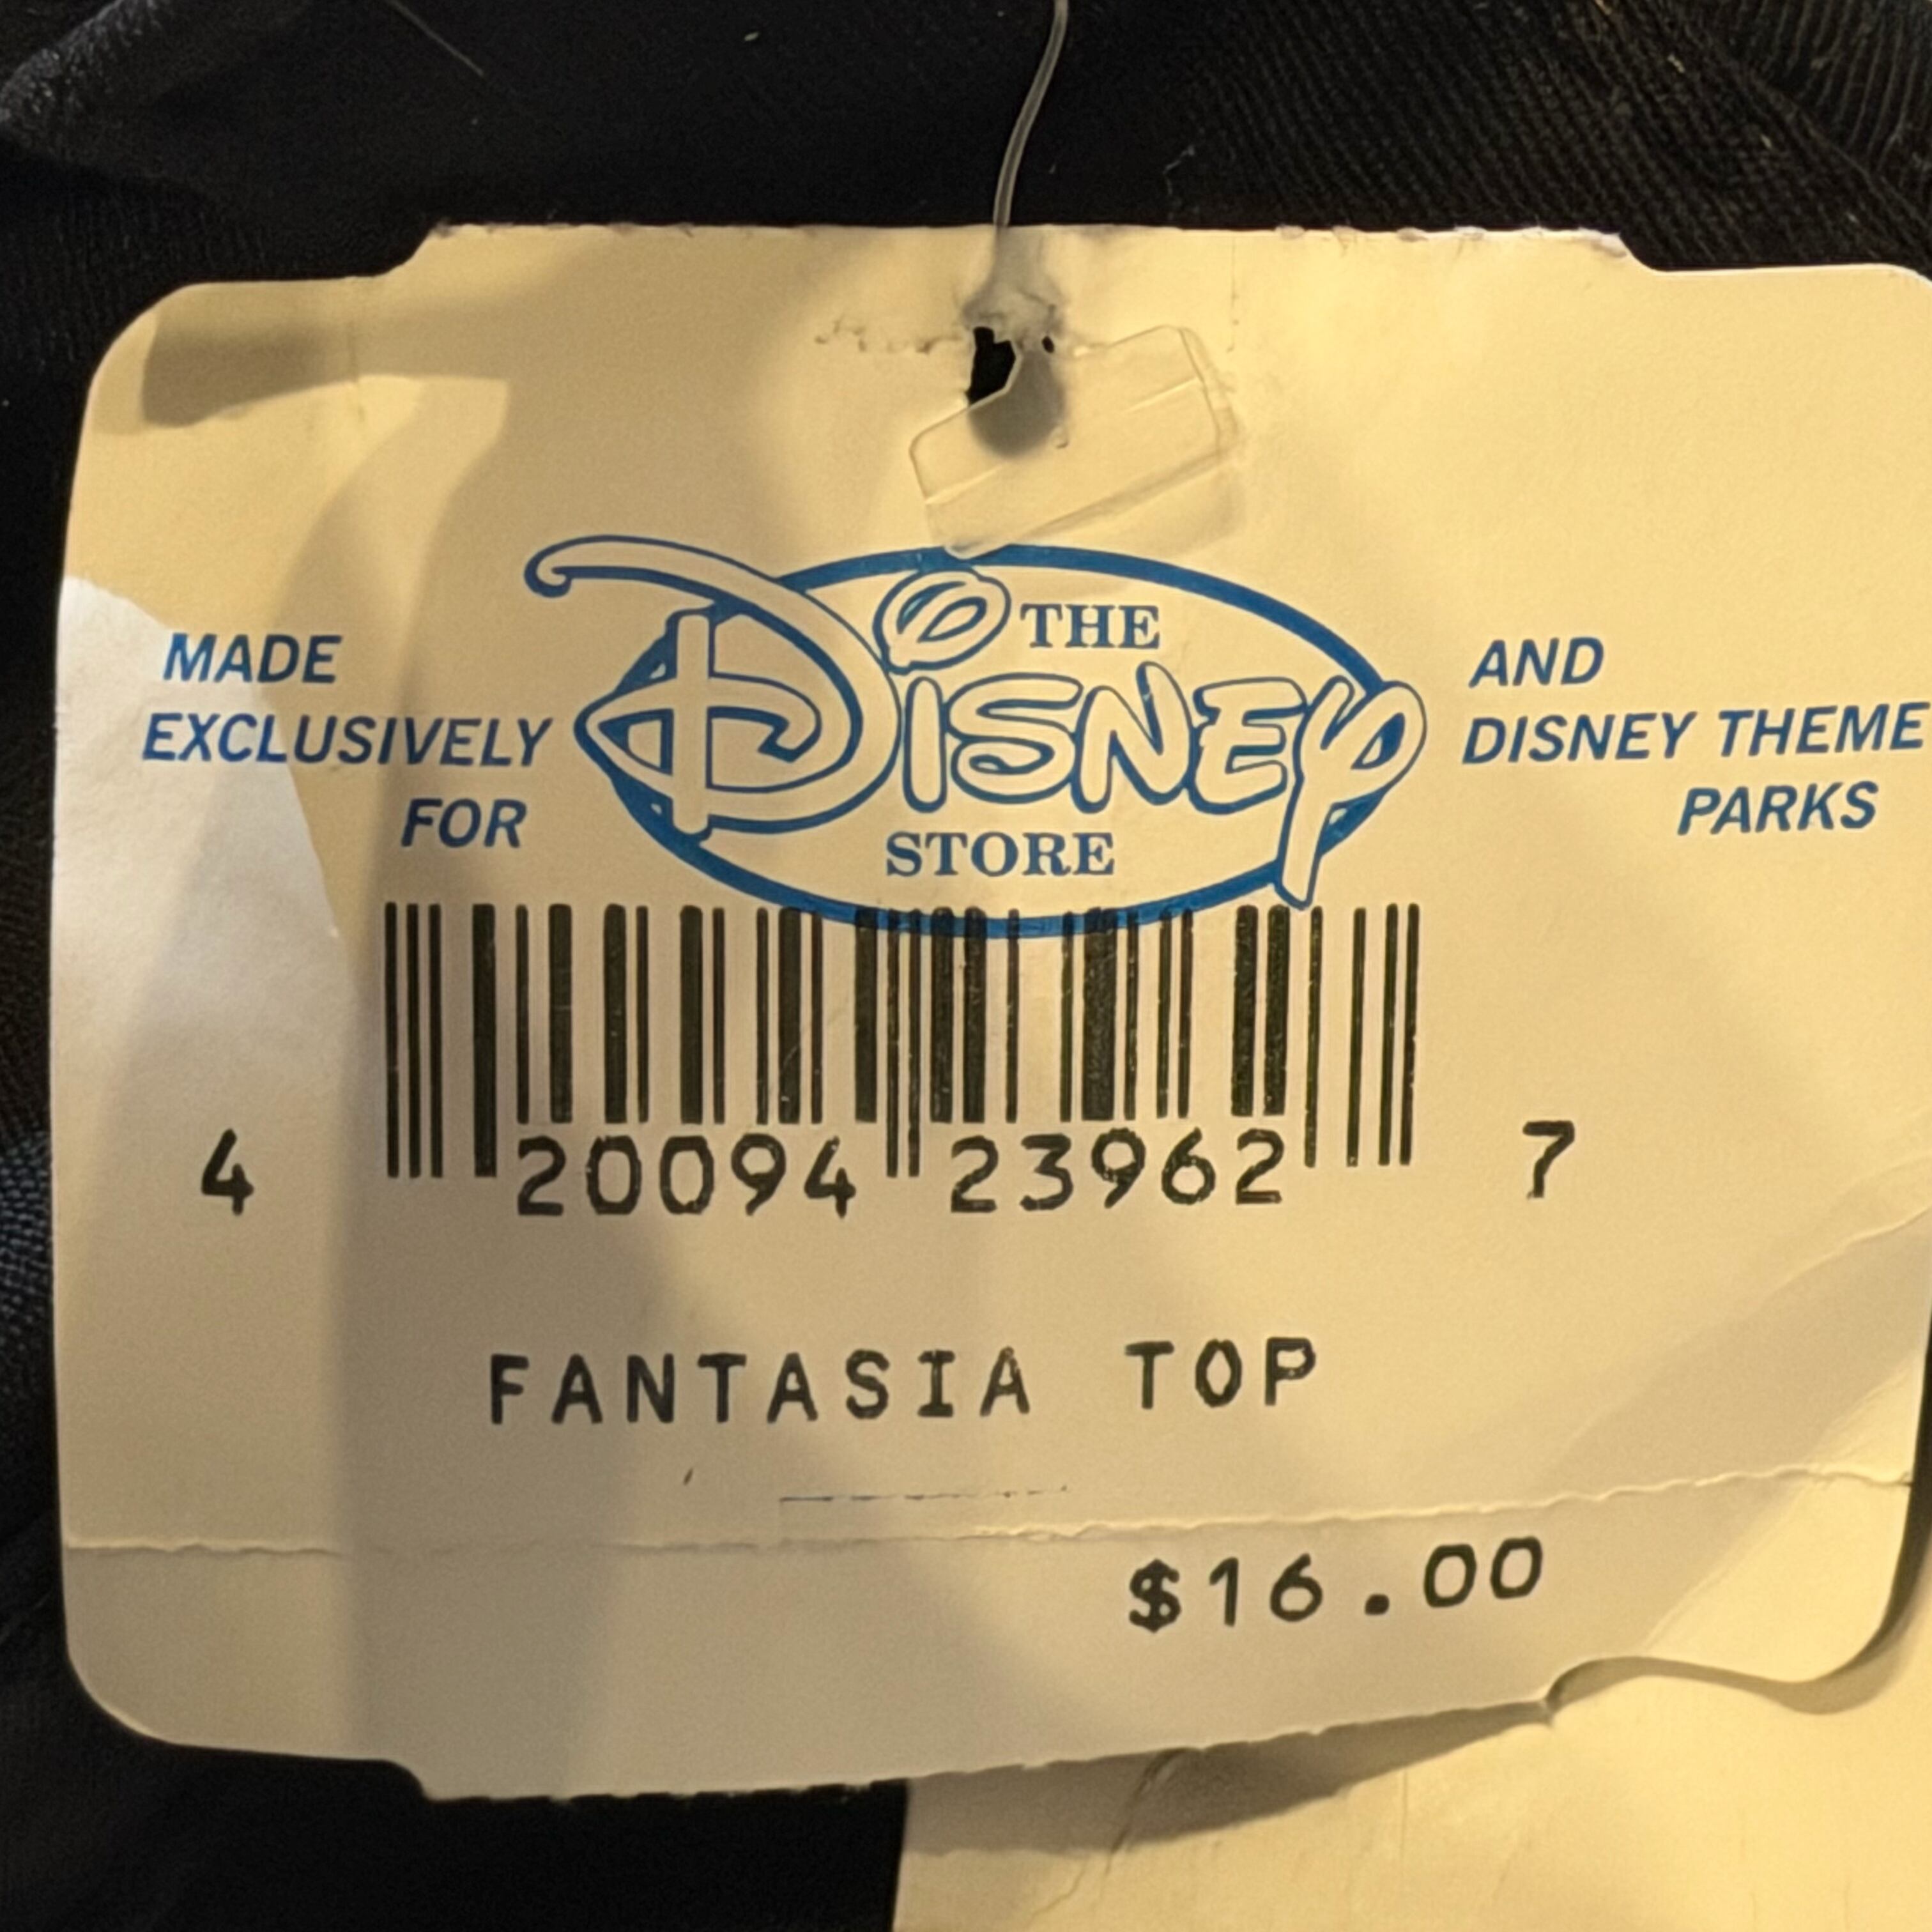 MADE
EXCLUSIVELY
FOR
THE
DISNEY
STORE
AND
DISNEY THEME
PARKS
4 20094 23962 7
FANTASIA TOP
$16.00